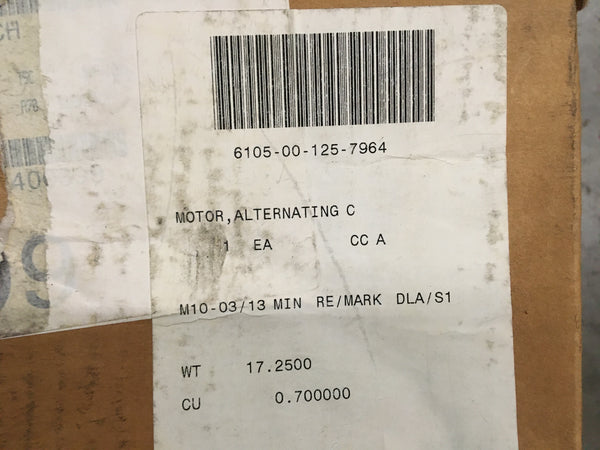 CH
6105-00-125-7964
MOTOR,ALTERNATING C
1 EA CC A
M10-03/13 MIN RE/MARK DLA/S1
WT 17.2500
CU 0.700000